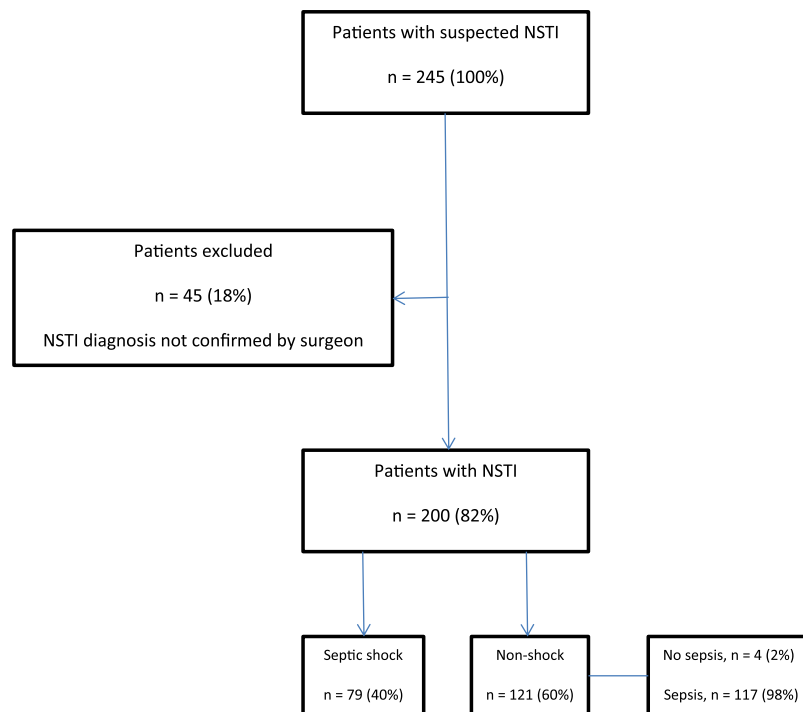 Patients with suspected NSTI
n = 245 (100%)
Patients excluded
n = 45 (18%)
NSTI diagnosis not confirmed by surgeon
Patients with NSTI
n = 200 (82%)
Septic shock
n = 79 (40%)
Non-shock
n = 121 (60%)
No sepsis, n = 4 (2%)
Sepsis, n = 117 (98%)